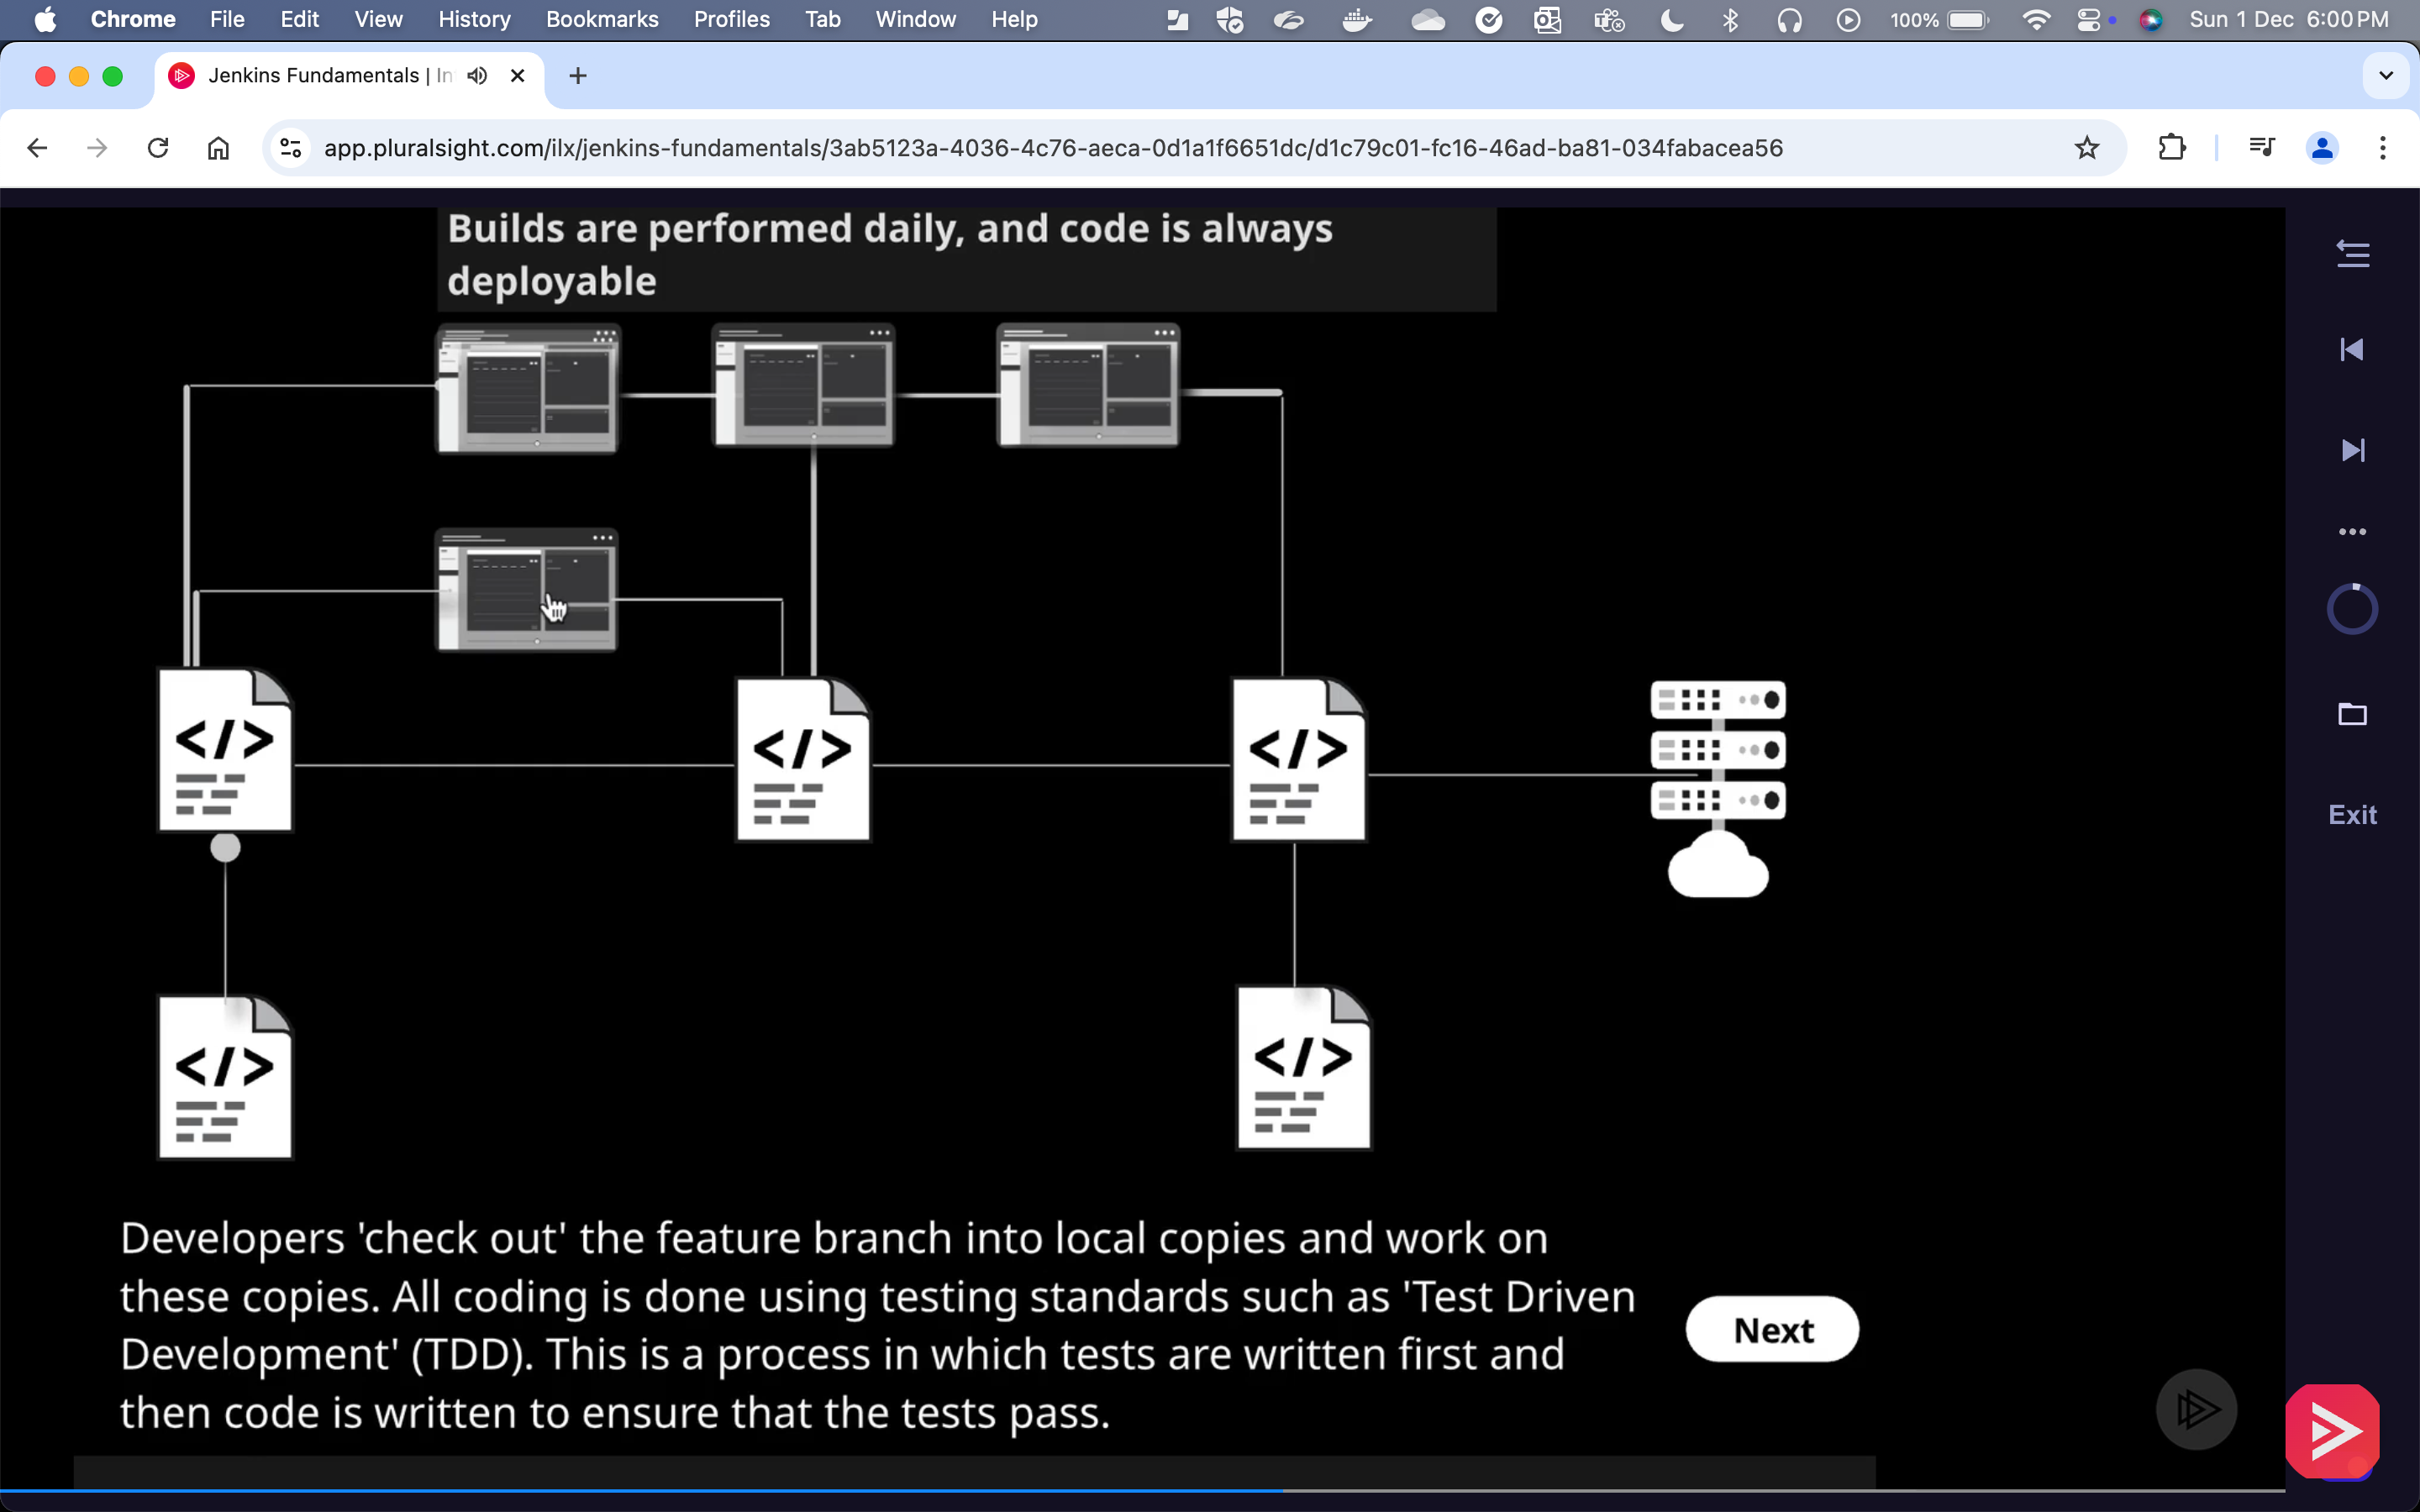 Chrome File Edit View History Bookmarks Profiles Tab Window Help 100% Sun 1 Dec 6:00 PM
Jenkins Fundamentals | In
app.pluralsight.com/ilx/jenkins-fundamentals/3ab5123a-4036-4c76-aeca-0d1a1f6651dc/d1c79c01-fc16-46ad-ba81-034fabacea56
Builds are performed daily, and code is always
deployable
</>
</>
</>
Exit
</>
</>
Developers 'check out' the feature branch into local copies and work on
these copies. All coding is done using testing standards such as 'Test Driven
Development' (TDD). This is a process in which tests are written first and
then code is written to ensure that the tests pass.
Next